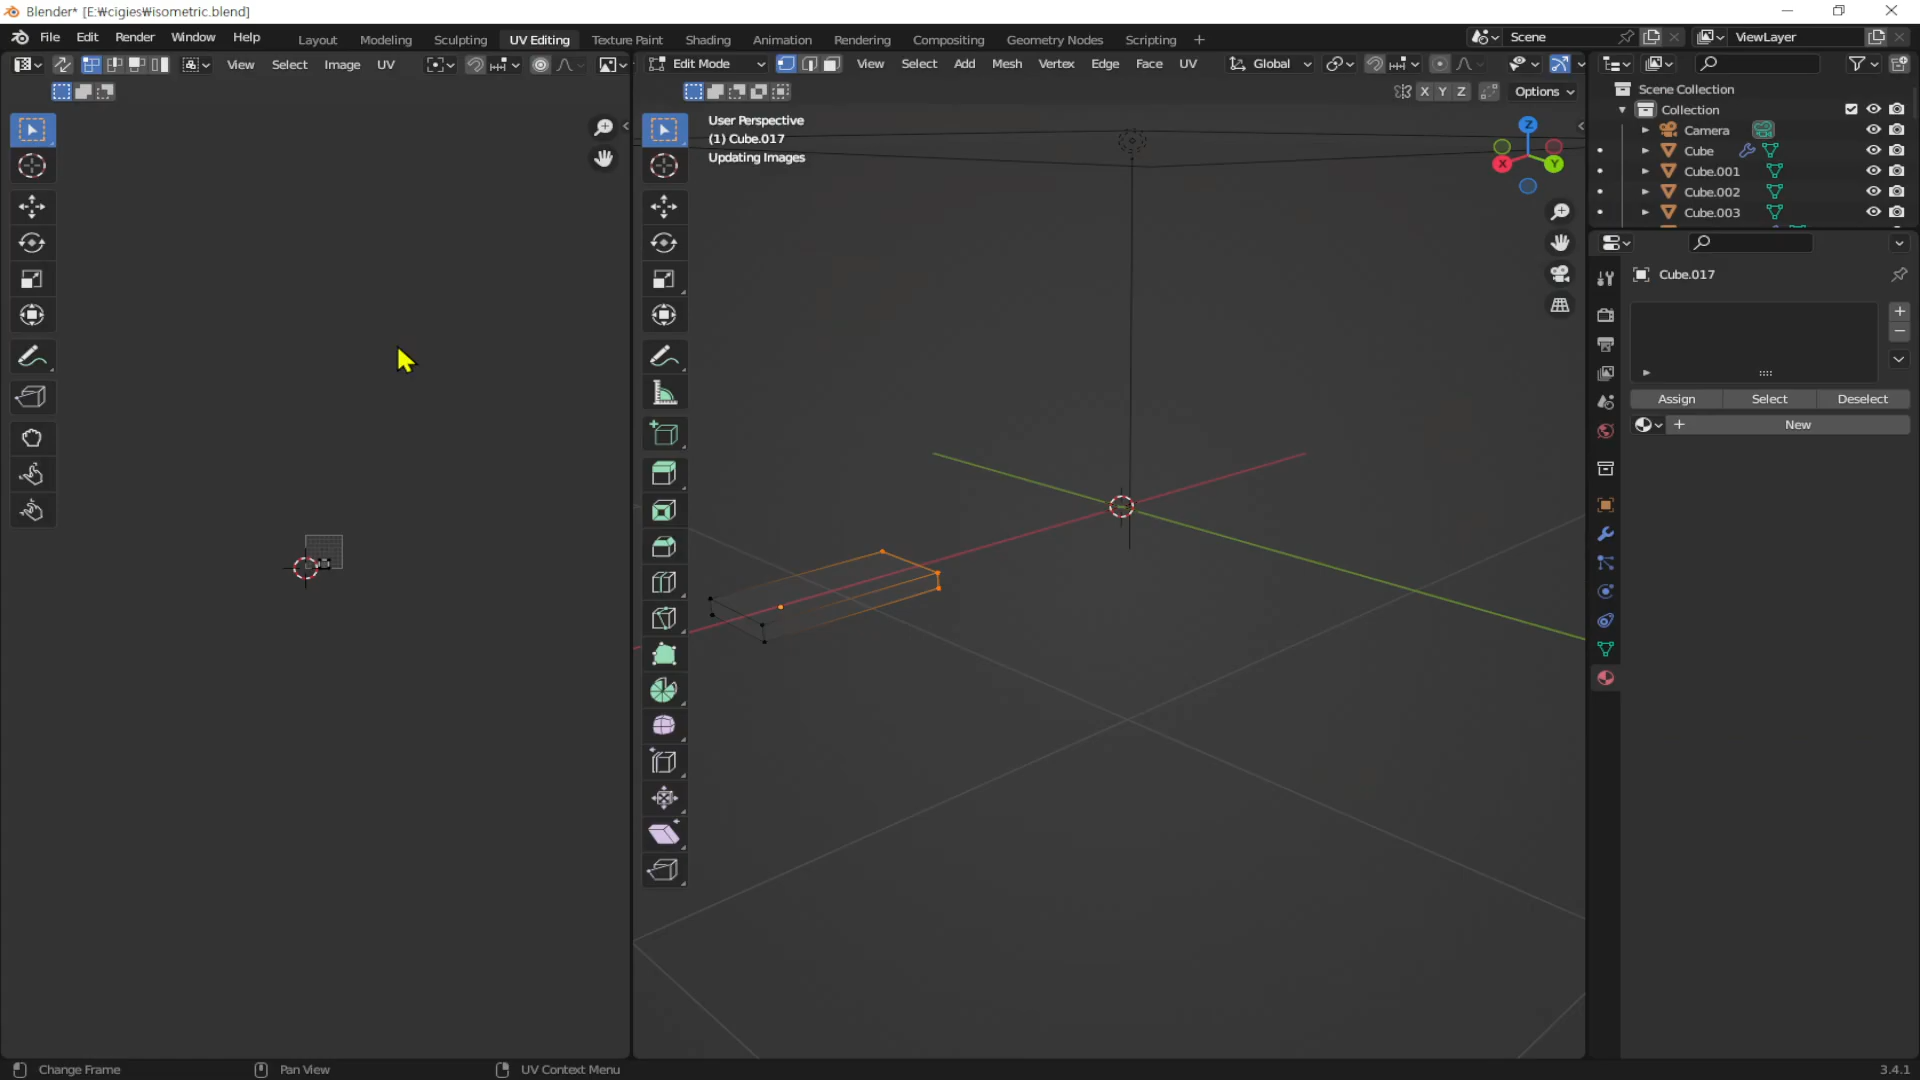 Blender* [E:₩cigies₩isometric.blend]
File Edit Render Window Help Layout Modeling Sculpting UV Editing Texture Paint Shading Animation Rendering Compositing Geometry Nodes Scripting + Scene ViewLayer
View Select Image UV
Edit Mode View Select Add Mesh Vertex Edge Face UV Global
X Y Z Options
User Perspective
(1) Cube.017
Updating Images
Z
X Y
Scene Collection
Collection
Camera
Cube
Cube.001
Cube.002
Cube.003
Cube.017
Assign Select Deselect
New
Change Frame Pan View UV Context Menu 3.4.1